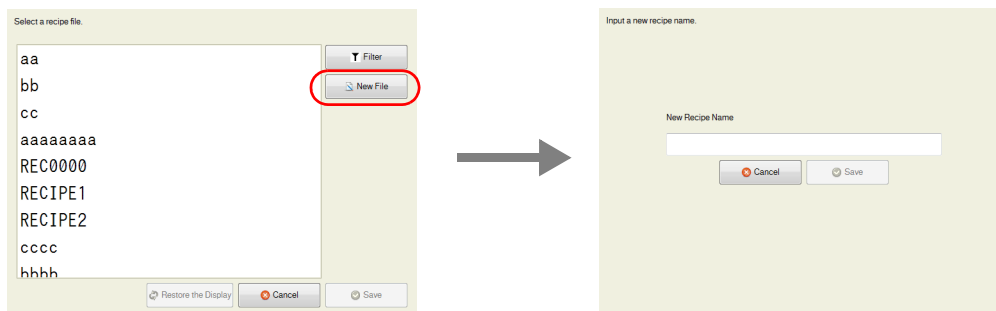 Select a recipe file.
aa
bb
cc
aaaaaaaa
REC0000
RECIPE1
RECIPE2
cccc
bbbb
Filter
New File
Restore the Display
Cancel
Save
Input a new recipe name.
New Recipe Name
Cancel
Save